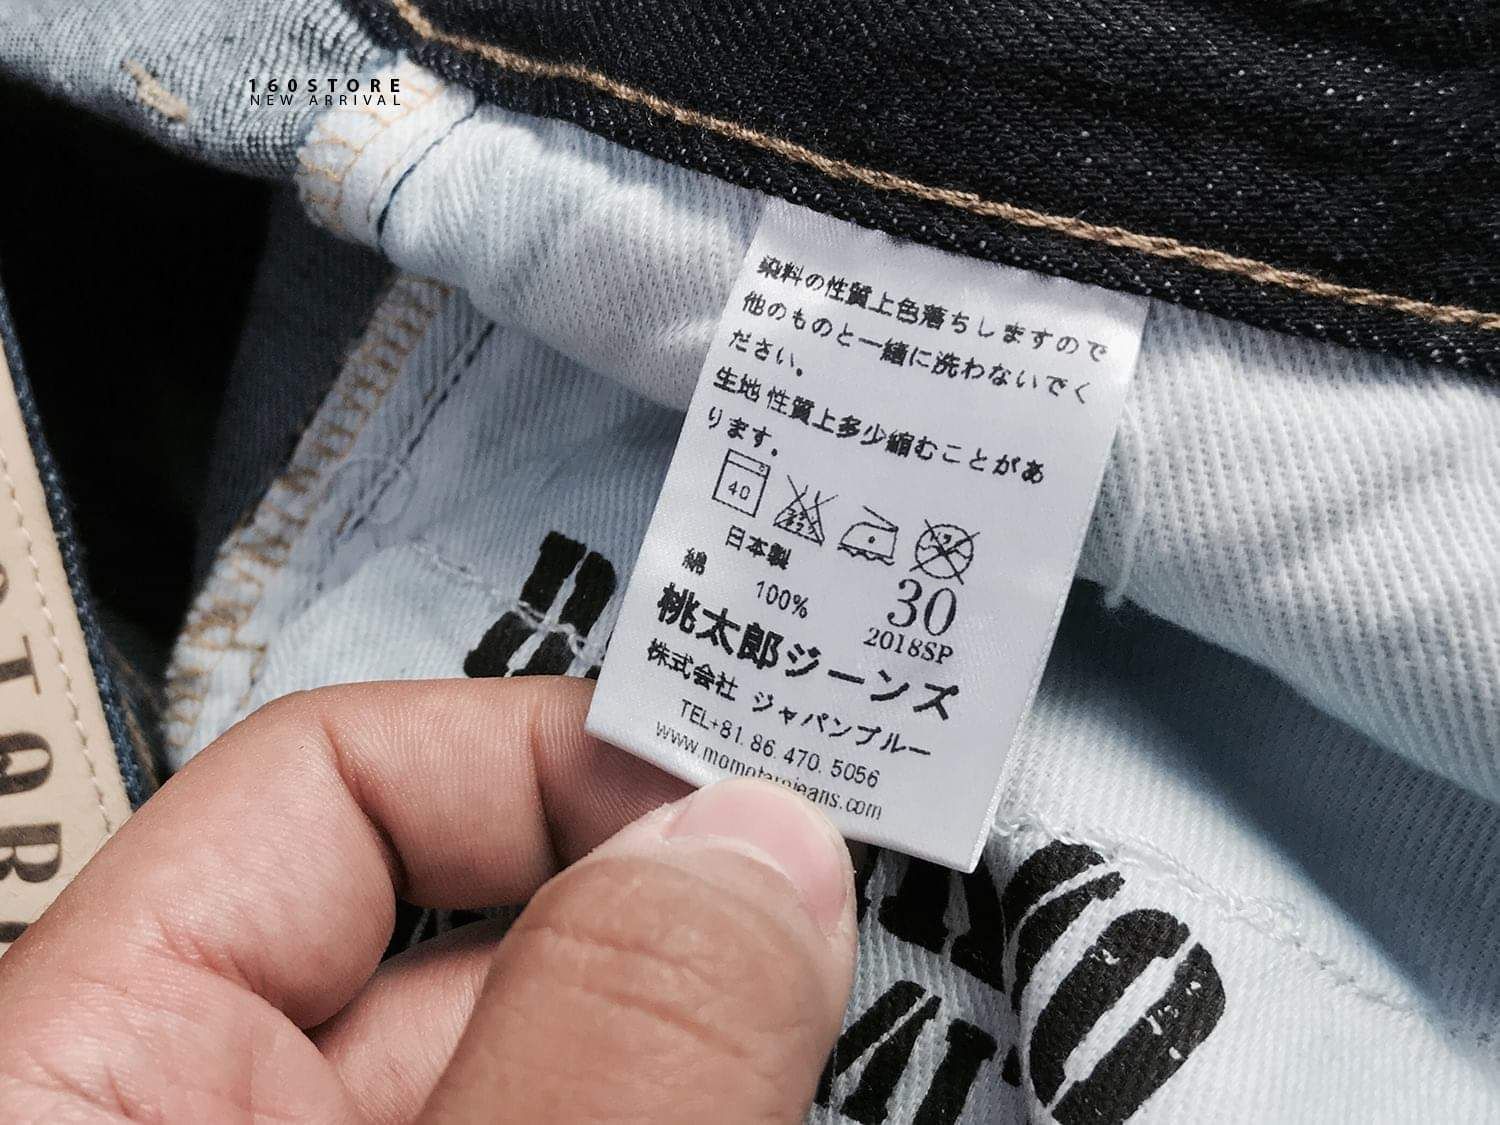 160STORE
NEW ARRIVAL
染料の性質上色落ちしますので
他のものと一緒に洗わないでく
ださい。
生地 性質上多少縮むことがあ
ります。
40
日本製
綿 100%
30
2018SP
桃太郎ジーンズ
株式会社 ジャパンブルー
TEL+81. 86. 470. 5056
www.momotarojeans.com